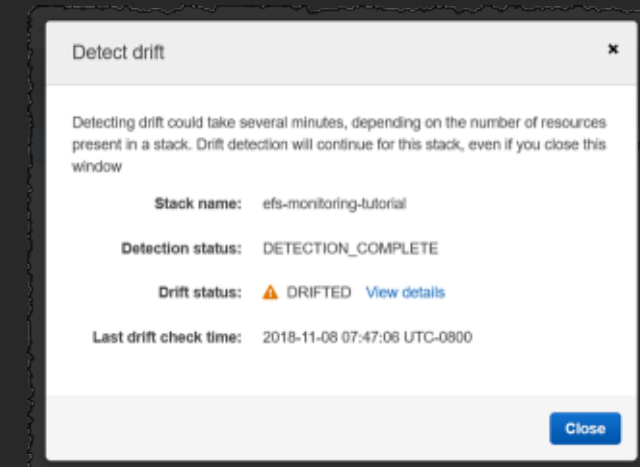 Detect drift
×
Detecting drift could take several minutes, depending on the number of resources
present in a stack. Drift detection will continue for this stack, even if you close this
window
Stack name: efs-monitoring-tutorial
Detection status: DETECTION_COMPLETE
Drift status: DRIFTED View details
Last drift check time: 2018-11-08 07:47:06 UTC-0800
Close